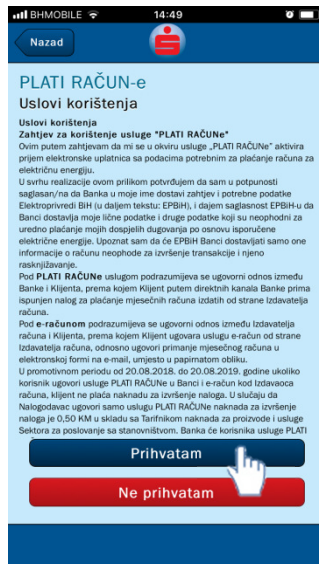 BHMOBILE 14:49
Nazad
S
PLATI RAČUN-e
Uslovi korištenja
Uslovi korištenja
Zahtjev za korištenje usluge "PLATI RAČUNe"
Ovim putem zahtjevam da mi se u okviru usluge „PLATI RAČUNe" aktivira
prijem elektronske uplatnica sa podacima potrebnim za plaćanje računa za
električnu energiju.
U svrhu realizacije ovom prilikom potvrđujem da sam u potpunosti
saglasan/na da Banka u moje ime dostavi zahtjev i potrebne podatke
Elektroprivredi BiH (u daljem tekstu: EPBiH), i dajem saglasnost EPBiH-u da
Banci dostavlja moje lične podatke i druge podatke koji su neophodni za
uredno plaćanje mojih dospjelih dugovanja po osnovu isporučene
električne energije. Upoznat sam da će EPBiH Banci dostavljati samo one
informacije o računu neophode za izvršenje transakcije i njeno
rasknjižavanje.
Pod PLATI RAČUNe uslugom podrazumijeva se ugovorni odnos između
Banke i Klijenta, prema kojem Klijent putem direktnih kanala Banke prima
ispunjen nalog za plaćanje mjesečnih računa izdatih od strane Izdavatelja
računa.
Pod e-računom podrazumijeva se ugovorni odnos između Izdavatelja
računa i Klijenta, prema kojem Klijent ugovara uslugu e-račun od strane
Izdavatelja računa, odnosno ugovori primanje mjesečnog računa u
elektronskoj formi na e-mail, umjesto u papirnatom obliku.
U promotivnom periodu od 20.08.2018. do 20.08.2019. godine ukoliko
korisnik ugovori usluge PLATI RAČUNe u Banci i e-račun kod Izdavaoca
računa, klijent ne plaća naknadu za izvršenje naloga. U slučaju da
Nalogodavac ugovori samo uslugu PLATI RAČUNe naknada za izvršenje
naloga je 0,50 KM u skladu sa Tarifnikom naknada za proizvode i usluge
Sektora za poslovanje sa stanovništvom. Banka će korisnika usluge PLATI
Prihvatam
Ne prihvatam